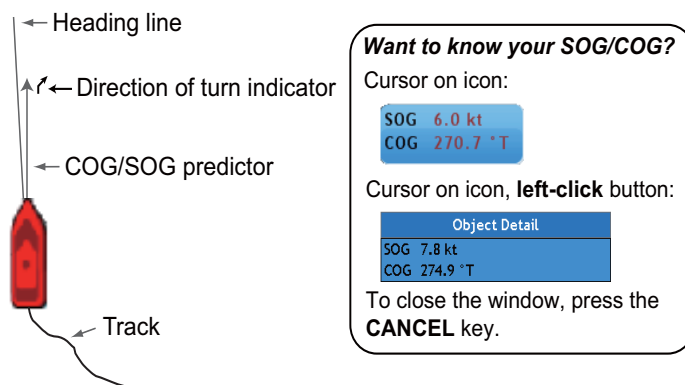 Heading line
Direction of turn indicator
COG/SOG predictor
Track
Want to know your SOG/COG?
Cursor on icon:
SOG 6.0 kt
COG 270.7 °T
Cursor on icon, left-click button:
Object Detail
SOG 7.8 kt
COG 274.9 °T
To close the window, press the
CANCEL key.